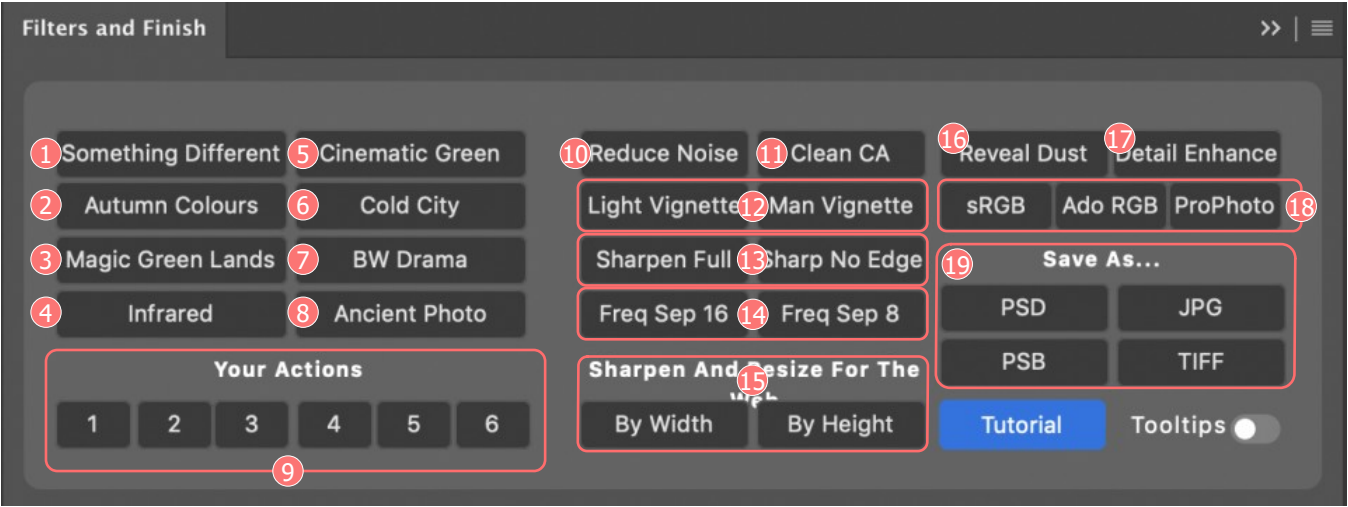 Filters and Finish
1 Something Different 5 Cinematic Green 10 Reduce Noise 11 Clean CA 16 Reveal Dust 17 Detail Enhance
2 Autumn Colours 6 Cold City Light Vignette 12 Man Vignette sRGB Ado RGB ProPhoto 18
3 Magic Green Lands 7 BW Drama Sharpen Full 13 Sharp No Edge 19 Save As...
4 Infrared 8 Ancient Photo Freq Sep 16 14 Freq Sep 8 PSD JPG
Your Actions Sharpen And Resize For The PSB TIFF
15
Web
1 2 3 4 5 6 By Width By Height Tutorial Tooltips
9